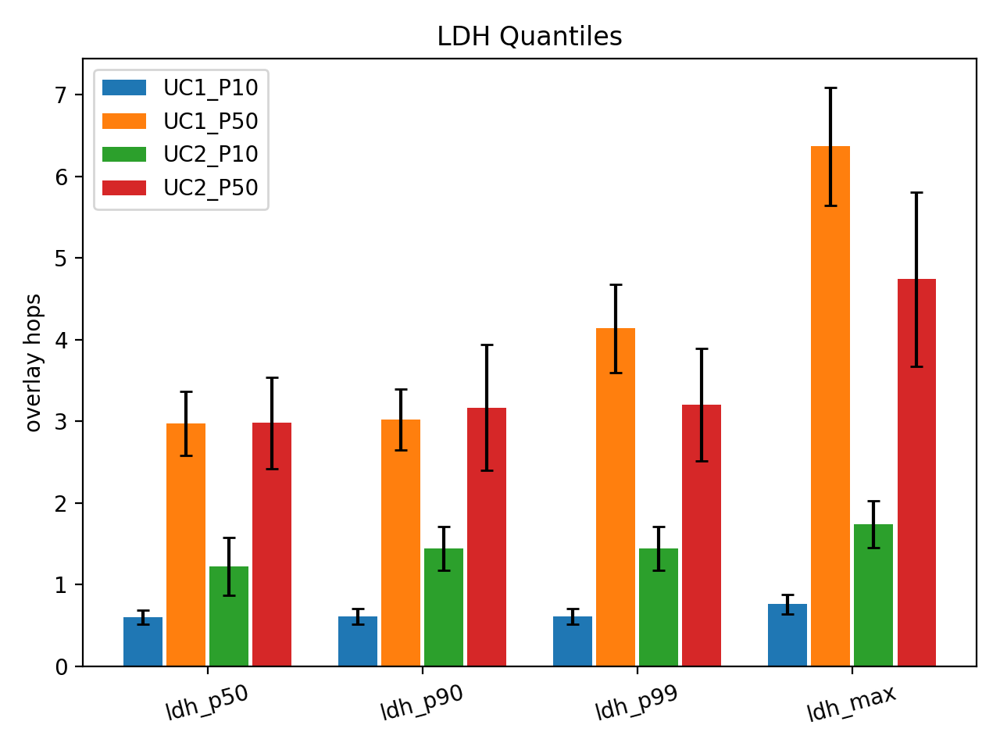 LDH Quantiles
UC1_P10
UC1_P50
UC2_P10
UC2_P50
overlay hops
7
6
5
4
3
2
1
0
ldh_p50
ldh_p90
ldh_p99
ldh_max